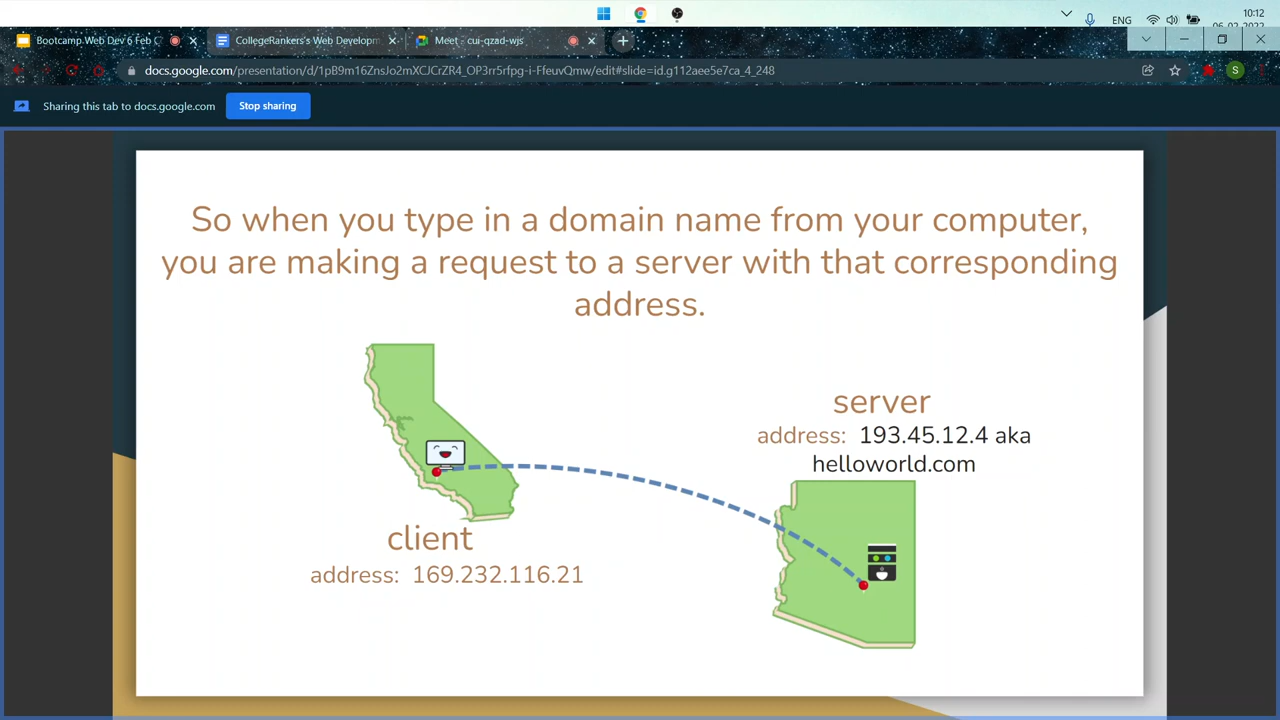 10:12
ENG
Bootcamp Web Dev 6 Feb C
CollegeRankers's Web Developm
Meet - cui-qzad-wjs
docs.google.com/presentation/d/1pB9m16ZnsJo2mXCJCrZR4_OP3rr5rfpg-i-FfeuvQmw/edit#slide=id.g112aee5e7ca_4_248
S
Sharing this tab to docs.google.com
Stop sharing
So when you type in a domain name from your computer,
you are making a request to a server with that corresponding
address.
server
address: 193.45.12.4 aka
helloworld.com
client
address: 169.232.116.21